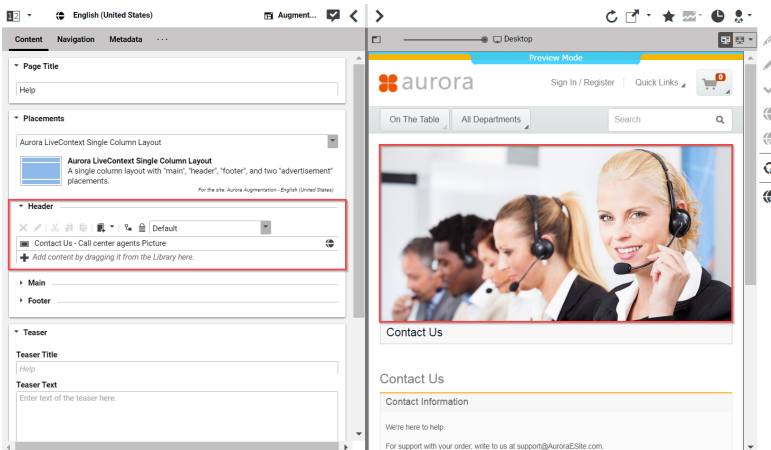 English (United States)
Augment...
Content Navigation Metadata ...
Page Title
Help
Placements
Aurora LiveContext Single Column Layout
Aurora LiveContext Single Column Layout
A single column layout with "main", "header", "footer", and two "advertisement"
placements.
For the site: Aurora Augmentation - English (United States)
Header
Default
Contact Us - Call center agents Picture
Add content by dragging it from the Library here.
Main
Footer
Teaser
Teaser Title
Help
Teaser Text
Enter text of the teaser here.
Desktop
Preview Mode
aurora
Sign In / Register
Quick Links
0
On The Table
All Departments
Search
Contact Us
Contact Us
Contact Information
We're here to help.
For support with your order, write to us at support@AuroraESite.com.